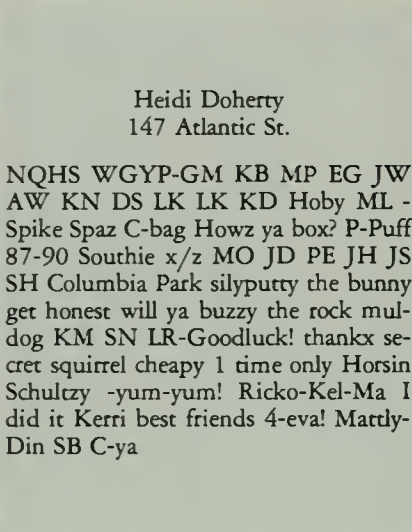 Heidi Doherty
147 Atlantic St.
NQHS WGYP-GM KB MP EG JW
AW KN DS LK LK KD Hoby ML -
Spike Spaz C-bag Howz ya box? P-Puff
87-90 Southie x/z MO JD PE JH JS
SH Columbia Park silyputty the bunny
get honest will ya buzzy the rock mul-
dog KM SN LR-Goodluck! thankx se-
cret squirrel cheapy 1 time only Horsin
Schultzy -yum-yum! Ricko-Kel-Ma I
did it Kerri best friends 4-eva! Mattly-
Din SB C-ya